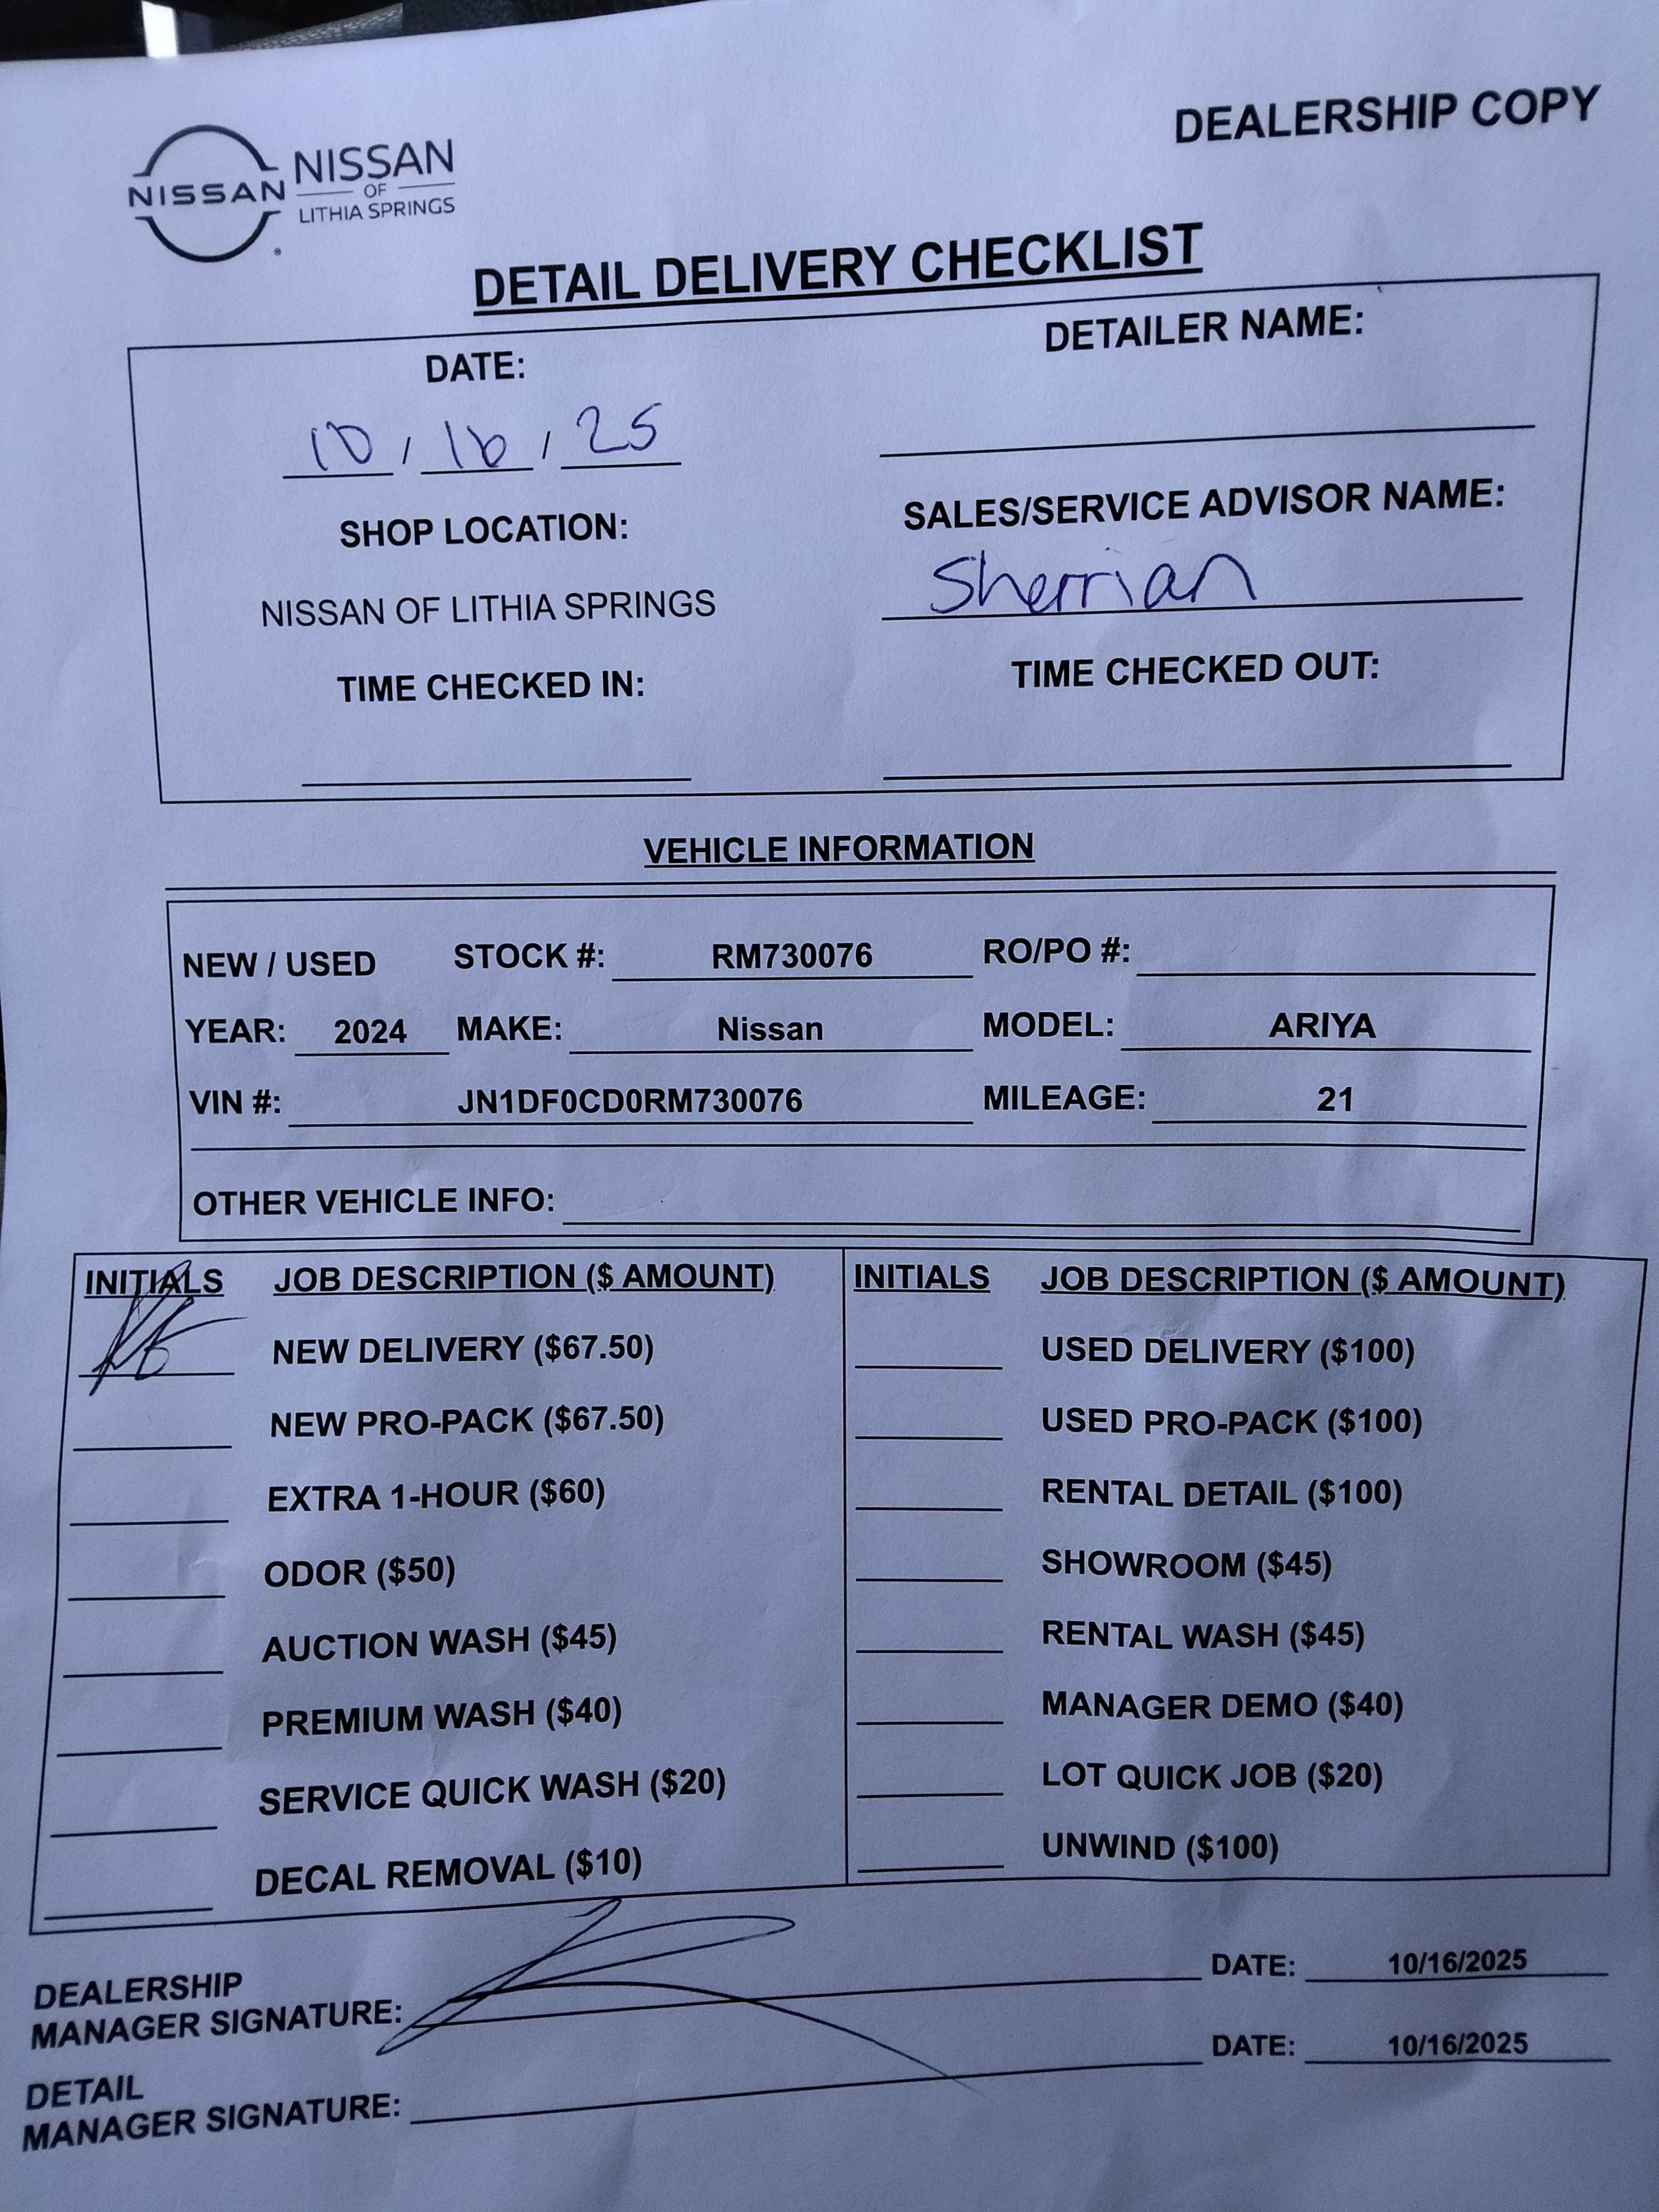 DEALERSHIP COPY
NISSAN NISSAN
OF
LITHIA SPRINGS
DETAIL DELIVERY CHECKLIST
DATE: DETAILER NAME:
10 / 16 / 25
SHOP LOCATION: SALES/SERVICE ADVISOR NAME:
NISSAN OF LITHIA SPRINGS Sherrian
TIME CHECKED IN: TIME CHECKED OUT:
VEHICLE INFORMATION
NEW / USED STOCK #: RM730076 RO/PO #:
YEAR: 2024 MAKE: Nissan MODEL: ARIYA
VIN #: JN1DF0CD0RM730076 MILEAGE: 21
OTHER VEHICLE INFO:
INITIALS JOB DESCRIPTION ($ AMOUNT) INITIALS JOB DESCRIPTION ($ AMOUNT)
NEW DELIVERY ($67.50) USED DELIVERY ($100)
NEW PRO-PACK ($67.50) USED PRO-PACK ($100)
EXTRA 1-HOUR ($60) RENTAL DETAIL ($100)
ODOR ($50) SHOWROOM ($45)
AUCTION WASH ($45) RENTAL WASH ($45)
PREMIUM WASH ($40) MANAGER DEMO ($40)
SERVICE QUICK WASH ($20) LOT QUICK JOB ($20)
DECAL REMOVAL ($10) UNWIND ($100)
DEALERSHIP
MANAGER SIGNATURE: DATE: 10/16/2025
DETAIL
MANAGER SIGNATURE: DATE: 10/16/2025